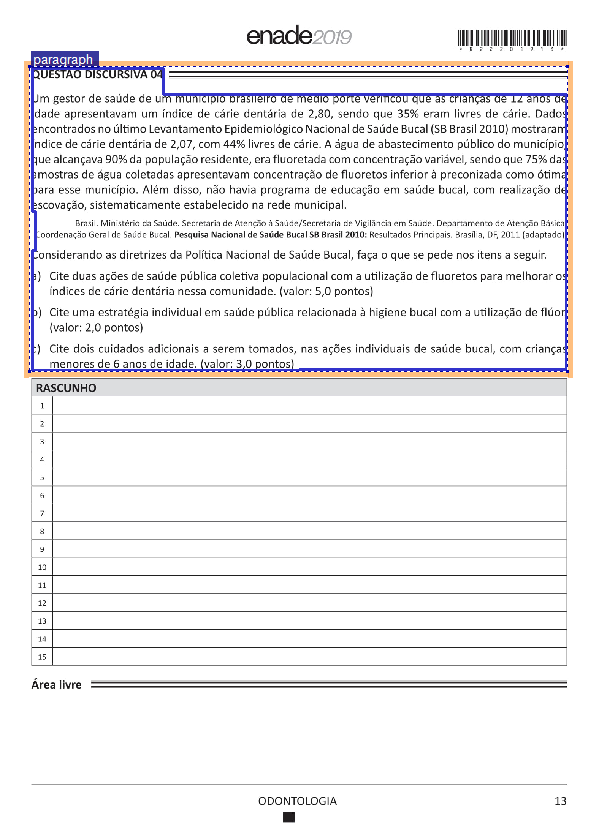 enade2019
paragraph
QUESTÃO DISCURSIVA 04
Um gestor de saúde de um município brasileiro de médio porte verificou que as crianças de 12 anos de
idade apresentavam um índice de cárie dentária de 2,80, sendo que 35% eram livres de cárie. Dados
encontrados no último Levantamento Epidemiológico Nacional de Saúde Bucal (SB Brasil 2010) mostraram
índice de cárie dentária de 2,07, com 44% livres de cárie. A água de abastecimento público do município,
que alcançava 90% da população residente, era fluoretada com concentração variável, sendo que 75% das
amostras de água coletadas apresentavam concentração de fluoretos inferior à preconizada como ótima
para esse município. Além disso, não havia programa de educação em saúde bucal, com realização de
escovação, sistematicamente estabelecido na rede municipal.
Brasil. Ministério da Saúde. Secretaria de Atenção à Saúde/Secretaria de Vigilância em Saúde. Departamento de Atenção Básica.
Coordenação Geral de Saúde Bucal. Pesquisa Nacional de Saúde Bucal SB Brasil 2010: Resultados Principais. Brasília, DF, 2011 (adaptado).
Considerando as diretrizes da Política Nacional de Saúde Bucal, faça o que se pede nos itens a seguir.
a) Cite duas ações de saúde pública coletiva populacional com a utilização de fluoretos para melhorar os
índices de cárie dentária nessa comunidade. (valor: 5,0 pontos)
b) Cite uma estratégia individual em saúde pública relacionada à higiene bucal com a utilização de flúor.
(valor: 2,0 pontos)
c) Cite dois cuidados adicionais a serem tomados, nas ações individuais de saúde bucal, com crianças
menores de 6 anos de idade. (valor: 3,0 pontos)
RASCUNHO
1
2
3
4
5
6
7
8
9
10
11
12
13
14
15
Área livre
ODONTOLOGIA
13